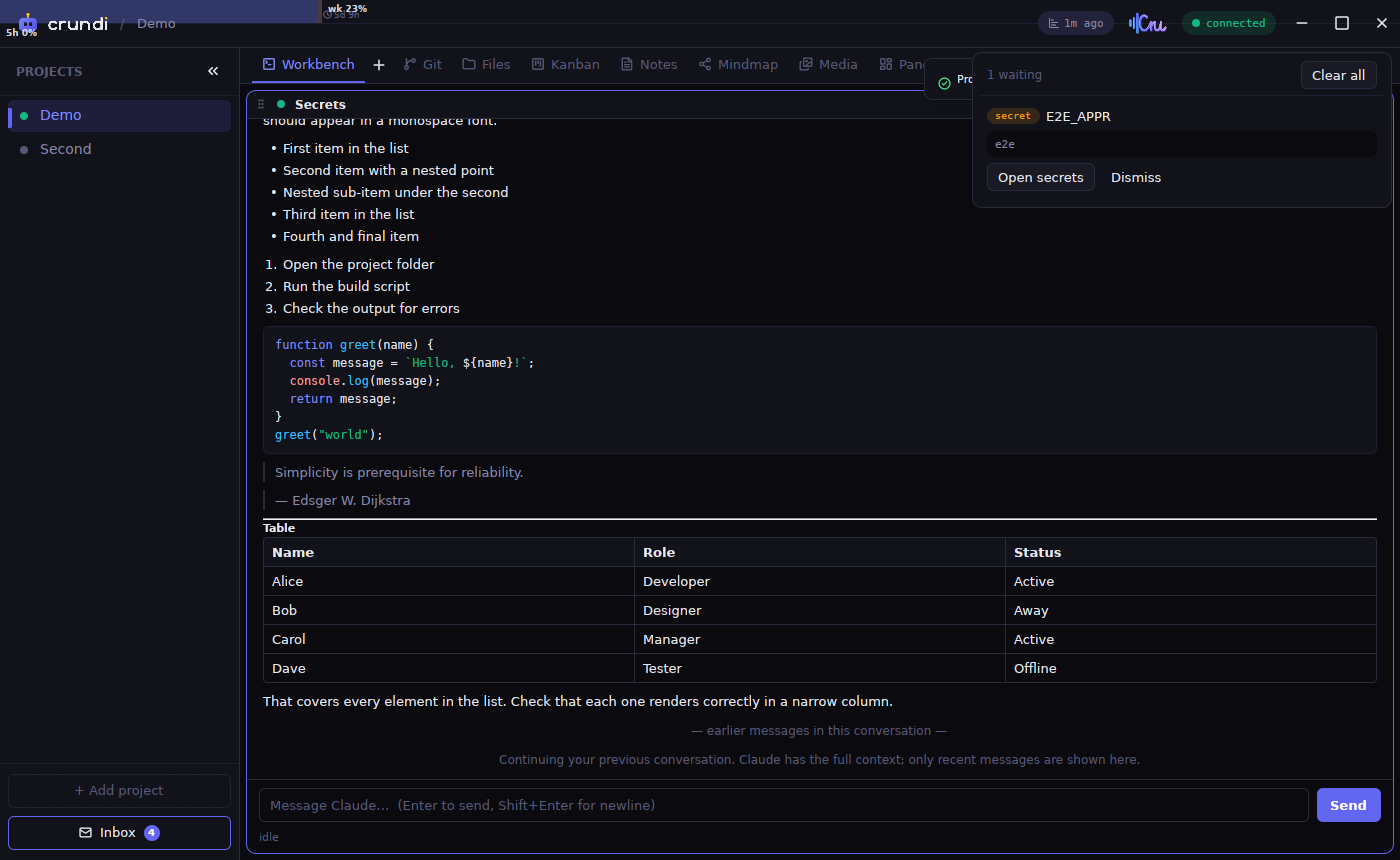 wk 23%
5d 9h
5h 0%
crundi / Demo
1m ago
connected
PROJECTS
Demo
Second
+ Add project
Inbox 4
Workbench
Git
Files
Kanban
Notes
Mindmap
Media
Secrets
1 waiting
Clear all
secret E2E_APPR
e2e
Open secrets
Dismiss
should appear in a monospace font.
• First item in the list
• Second item with a nested point
• Nested sub-item under the second
• Third item in the list
• Fourth and final item
1. Open the project folder
2. Run the build script
3. Check the output for errors
function greet(name) {
const message = `Hello, ${name}!`;
console.log(message);
return message;
}
greet("world");
Simplicity is prerequisite for reliability.
— Edsger W. Dijkstra
Table
Name Role Status
Alice Developer Active
Bob Designer Away
Carol Manager Active
Dave Tester Offline
That covers every element in the list. Check that each one renders correctly in a narrow column.
— earlier messages in this conversation —
Continuing your previous conversation. Claude has the full context; only recent messages are shown here.
Message Claude… (Enter to send, Shift+Enter for newline)
Send
idle